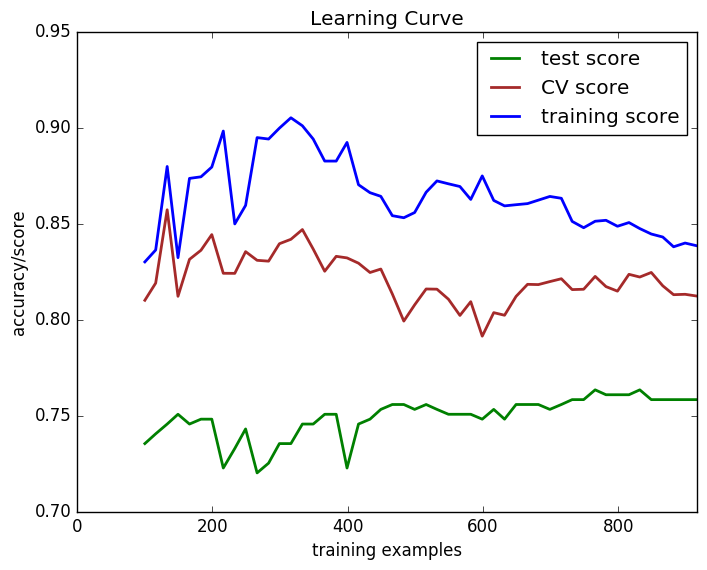 Learning Curve
0.95
test score
CV score
training score
0.90
0.85
accuracy/score
0.80
0.75
0.70
0 200 400 600 800
training examples